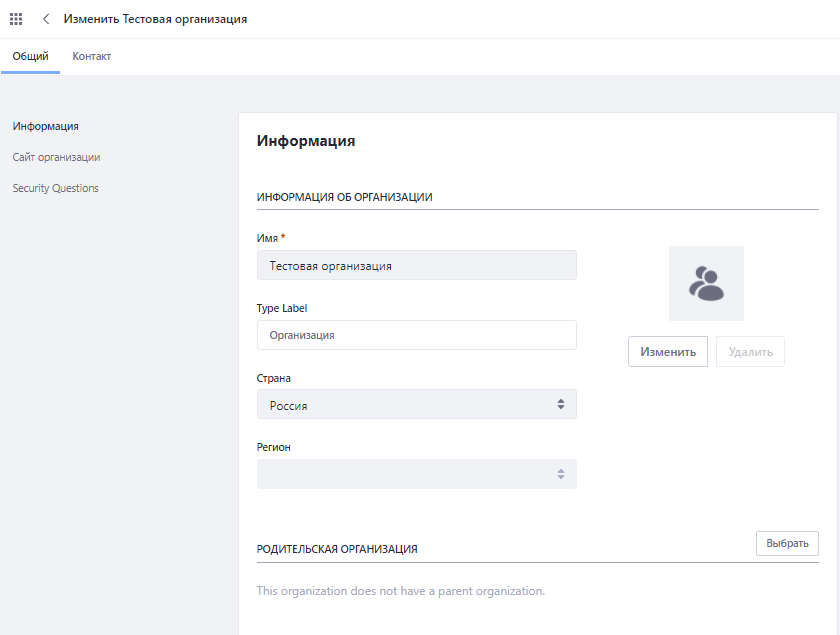 Изменить Тестовая организация
Общий
Контакт
Информация
Сайт организации
Security Questions
Информация
ИНФОРМАЦИЯ ОБ ОРГАНИЗАЦИИ
Имя *
Тестовая организация
Type Label
Организация
Страна
Россия
Регион
Изменить
Удалить
РОДИТЕЛЬСКАЯ ОРГАНИЗАЦИЯ
Выбрать
This organization does not have a parent organization.